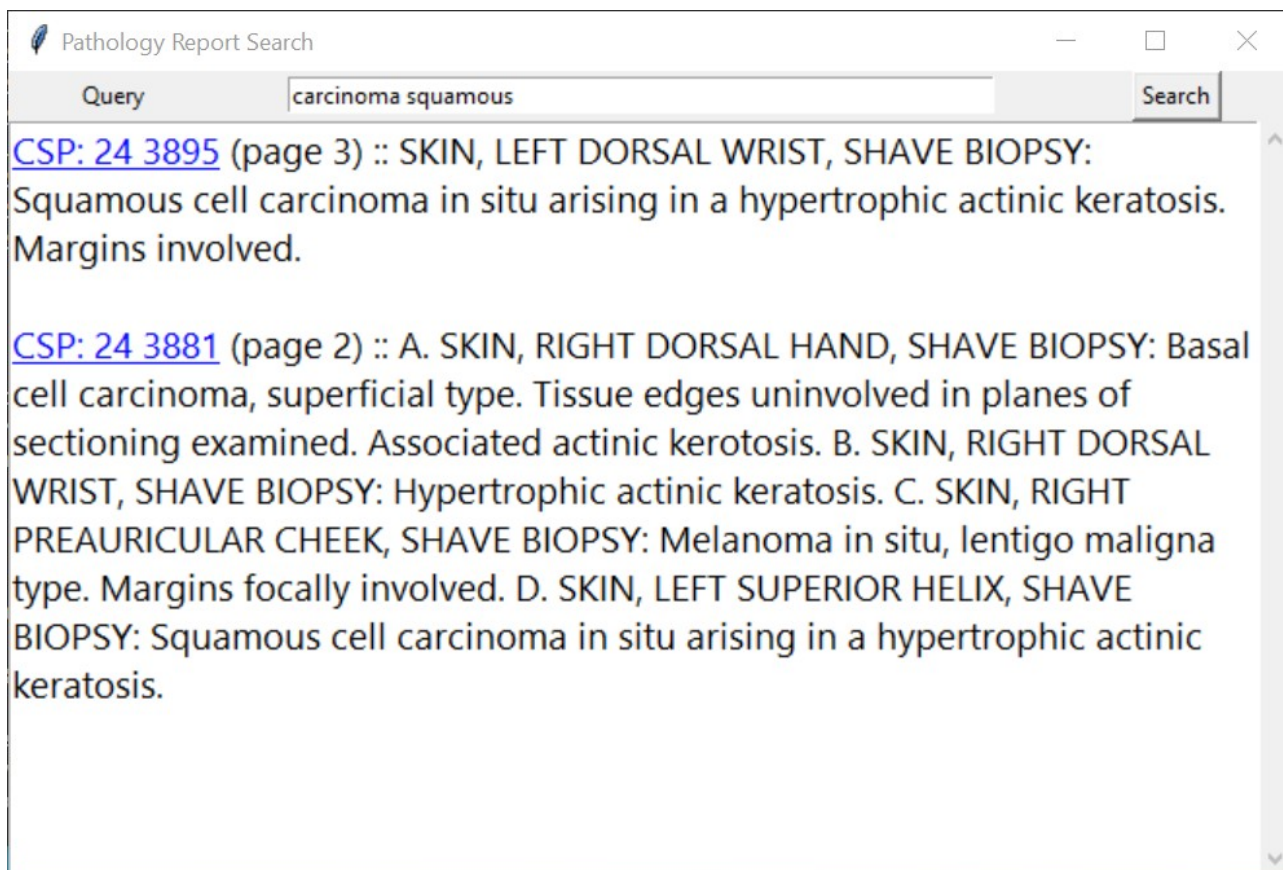 Pathology Report Search
Query carcinoma squamous Search
CSP: 24 3895 (page 3) :: SKIN, LEFT DORSAL WRIST, SHAVE BIOPSY:
Squamous cell carcinoma in situ arising in a hypertrophic actinic keratosis.
Margins involved.
CSP: 24 3881 (page 2) :: A. SKIN, RIGHT DORSAL HAND, SHAVE BIOPSY: Basal
cell carcinoma, superficial type. Tissue edges uninvolved in planes of
sectioning examined. Associated actinic kerotosis. B. SKIN, RIGHT DORSAL
WRIST, SHAVE BIOPSY: Hypertrophic actinic keratosis. C. SKIN, RIGHT
PREAURICULAR CHEEK, SHAVE BIOPSY: Melanoma in situ, lentigo maligna
type. Margins focally involved. D. SKIN, LEFT SUPERIOR HELIX, SHAVE
BIOPSY: Squamous cell carcinoma in situ arising in a hypertrophic actinic
keratosis.